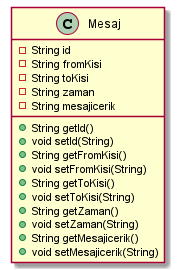 C Mesaj
String id
String fromKisi
String toKisi
String zaman
String mesajicerik
String getId()
void setId(String)
String getFromKisi()
void setFromKisi(String)
String getToKisi()
void setToKisi(String)
String getZaman()
void setZaman(String)
String getMesajicerik()
void setMesajicerik(String)